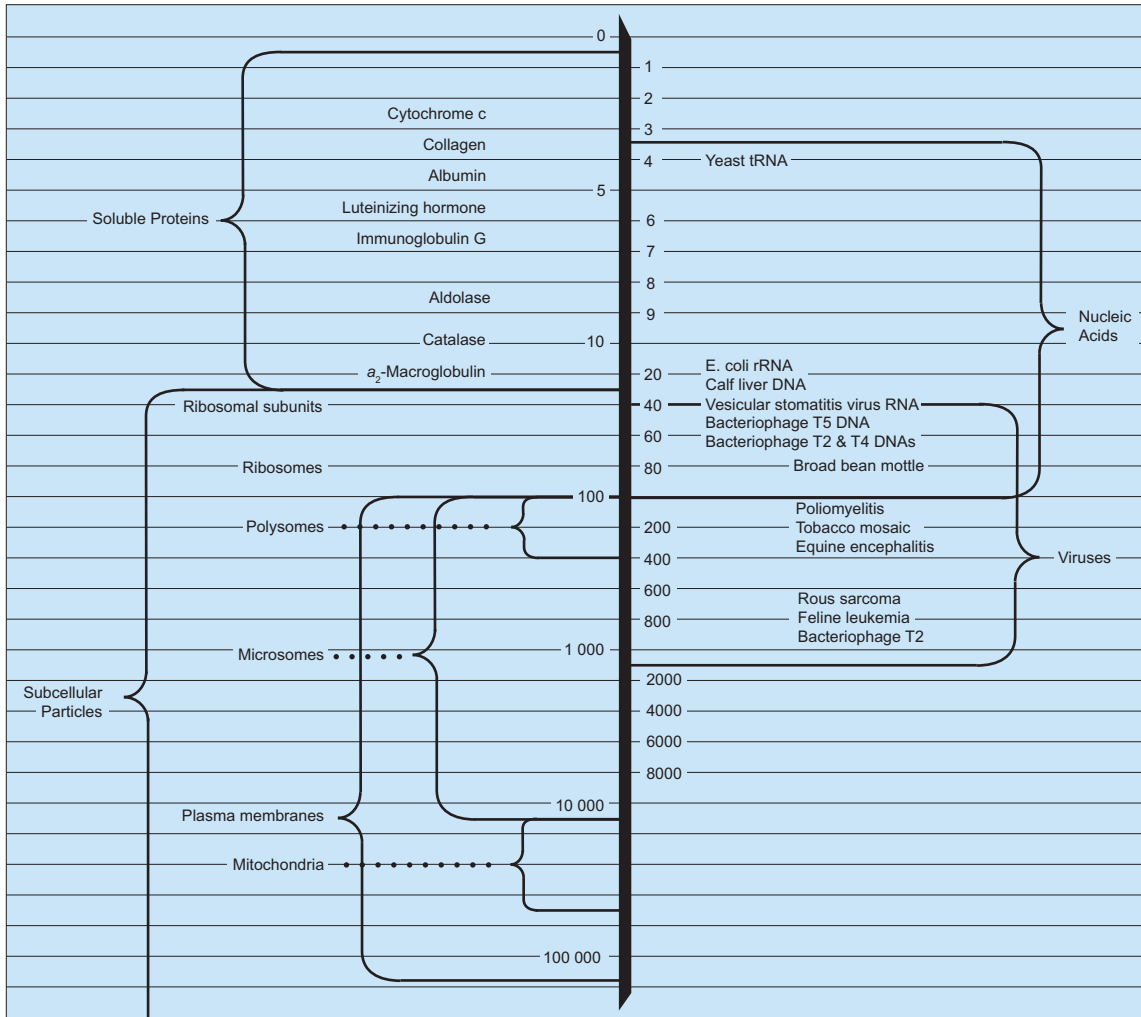 0
1
2
Cytochrome c
3
Collagen
4
Yeast tRNA
Albumin
5
Luteinizing hormone
Soluble Proteins
6
Immunoglobulin G
7
8
Aldolase
9
Nucleic
Acids
Catalase
10
a2-Macroglobulin
20
E. coli rRNA
Calf liver DNA
Ribosomal subunits
40
Vesicular stomatitis virus RNA
Bacteriophage T5 DNA
60
Bacteriophage T2 & T4 DNAs
Ribosomes
80
Broad bean mottle
100
Poliomyelitis
Polysomes
200
Tobacco mosaic
Equine encephalitis
400
Viruses
600
Rous sarcoma
800
Feline leukemia
Bacteriophage T2
Microsomes
1 000
2000
Subcellular
Particles
4000
6000
8000
10 000
Plasma membranes
Mitochondria
100 000